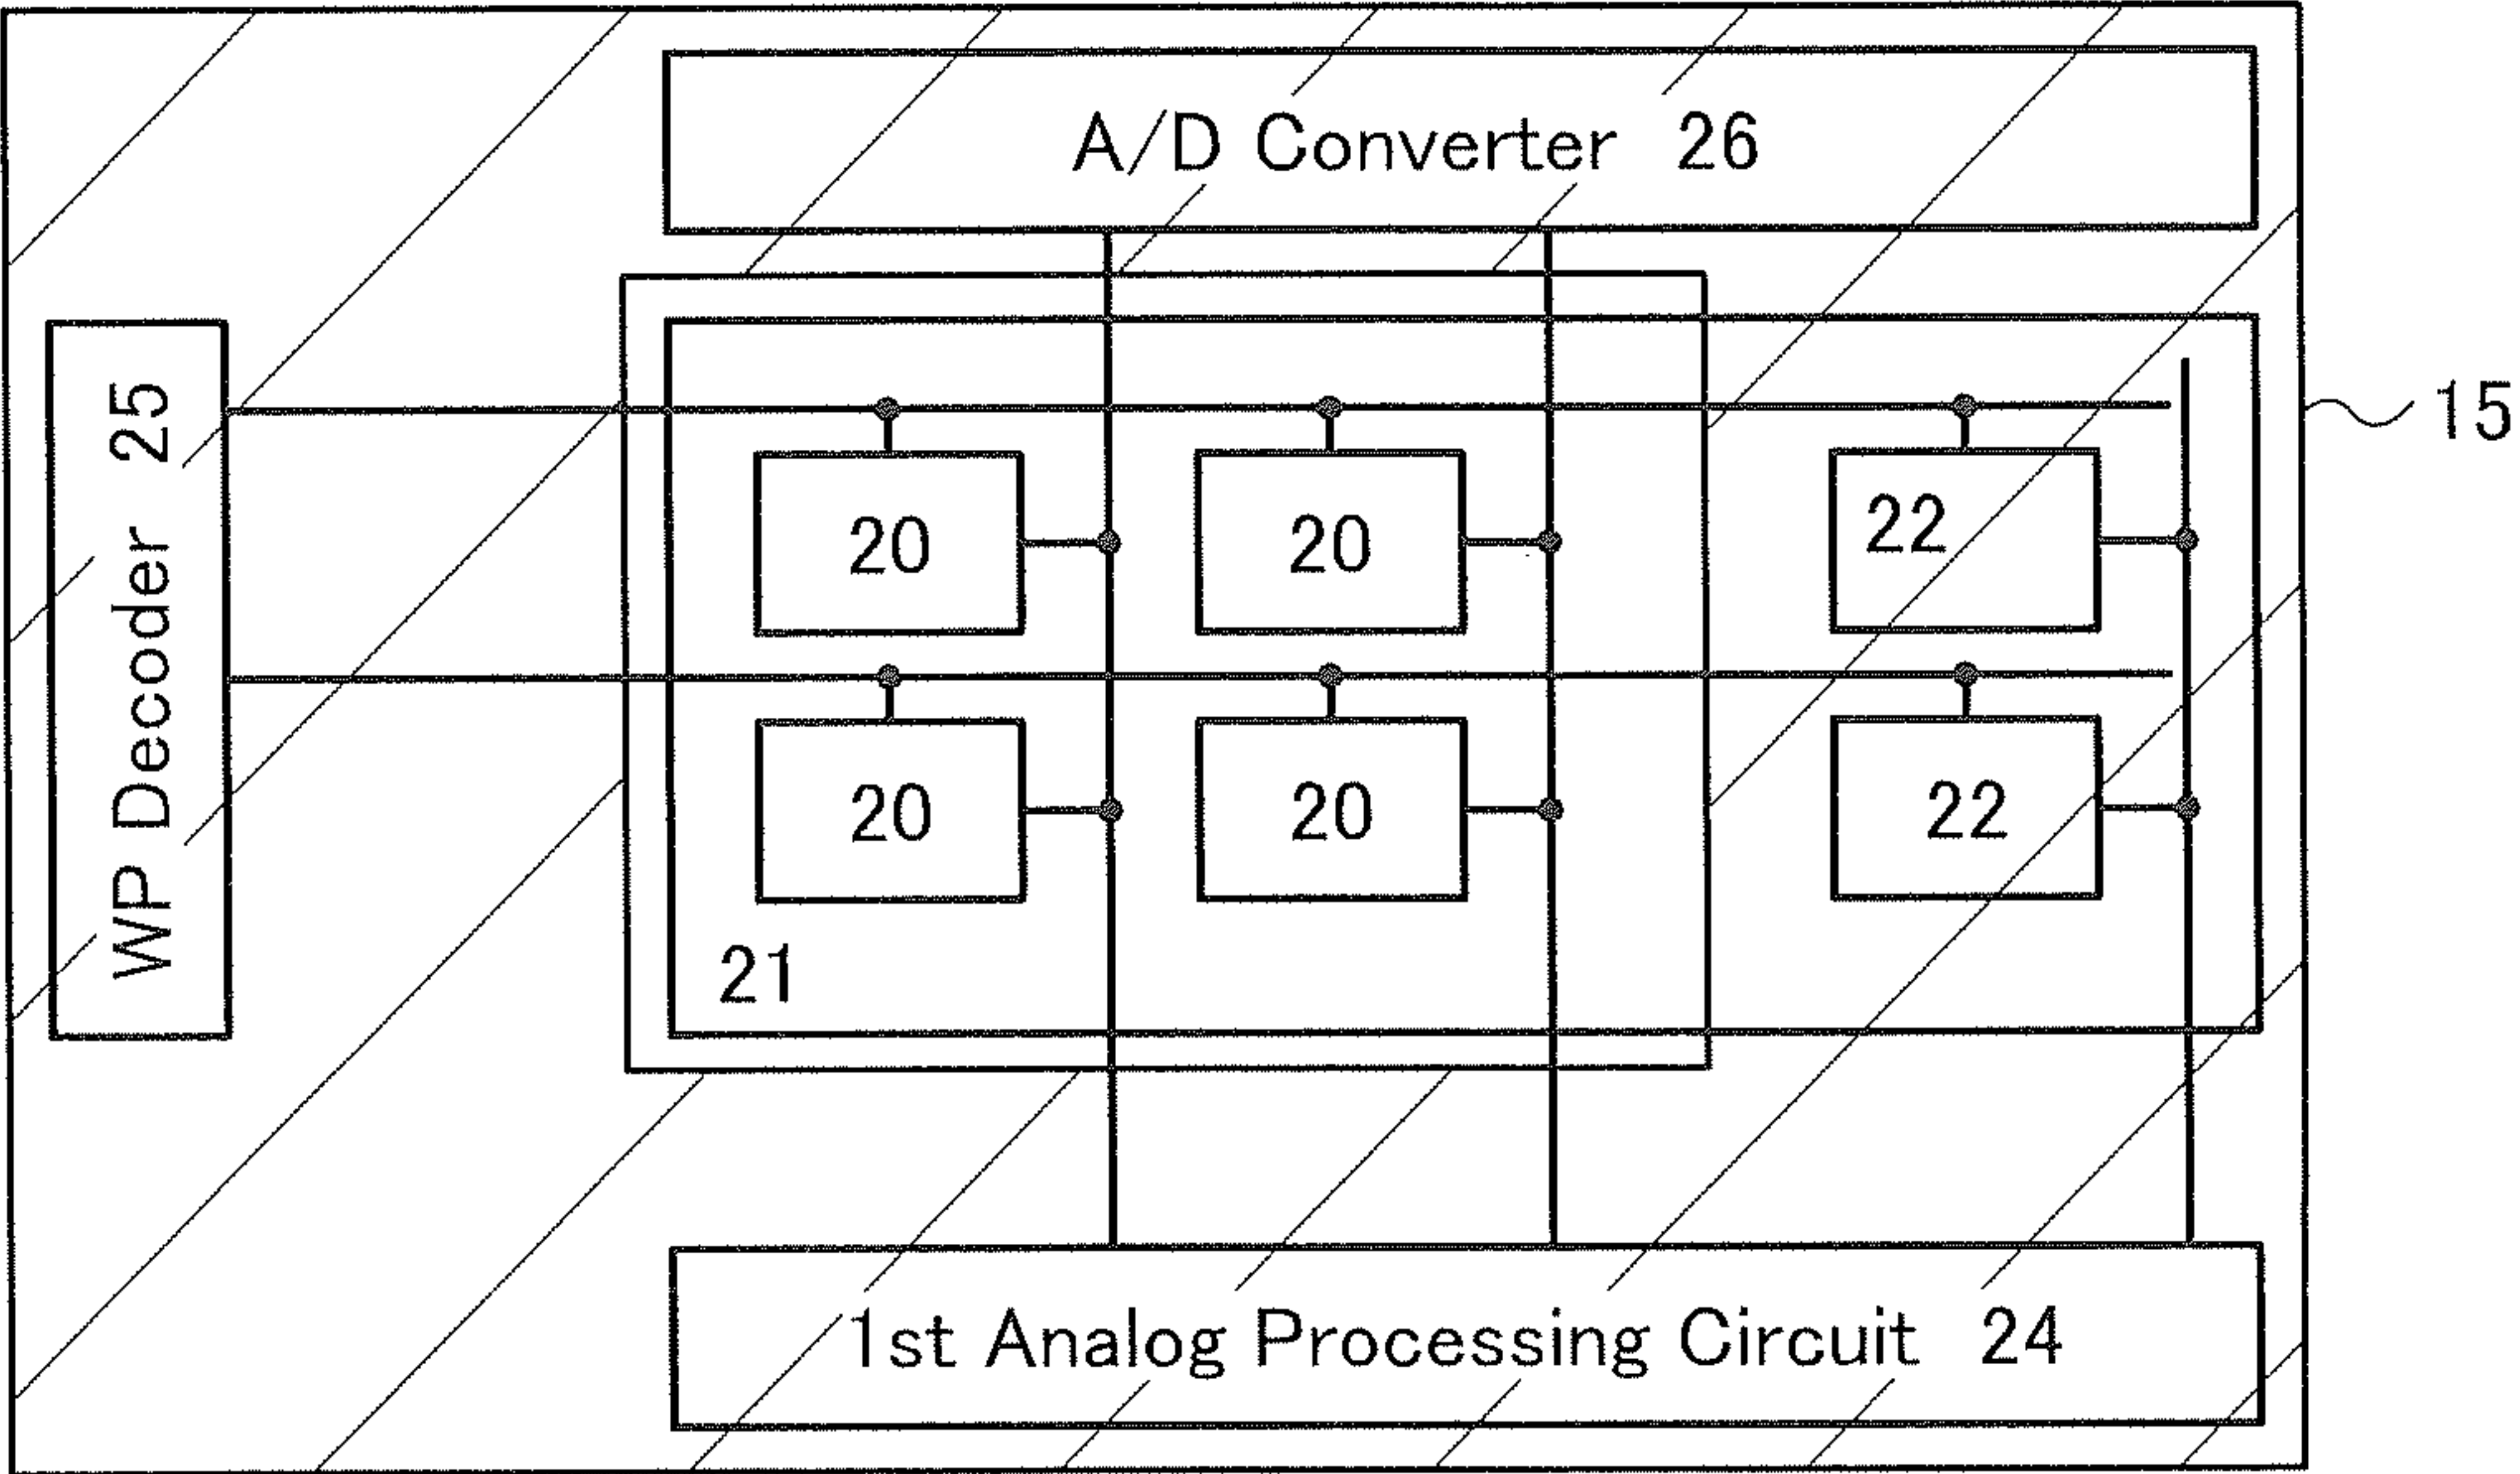 A/D Converter 26
WP Decoder 25
15
20 20 22
20 20 22
21
1st Analog Processing Circuit 24